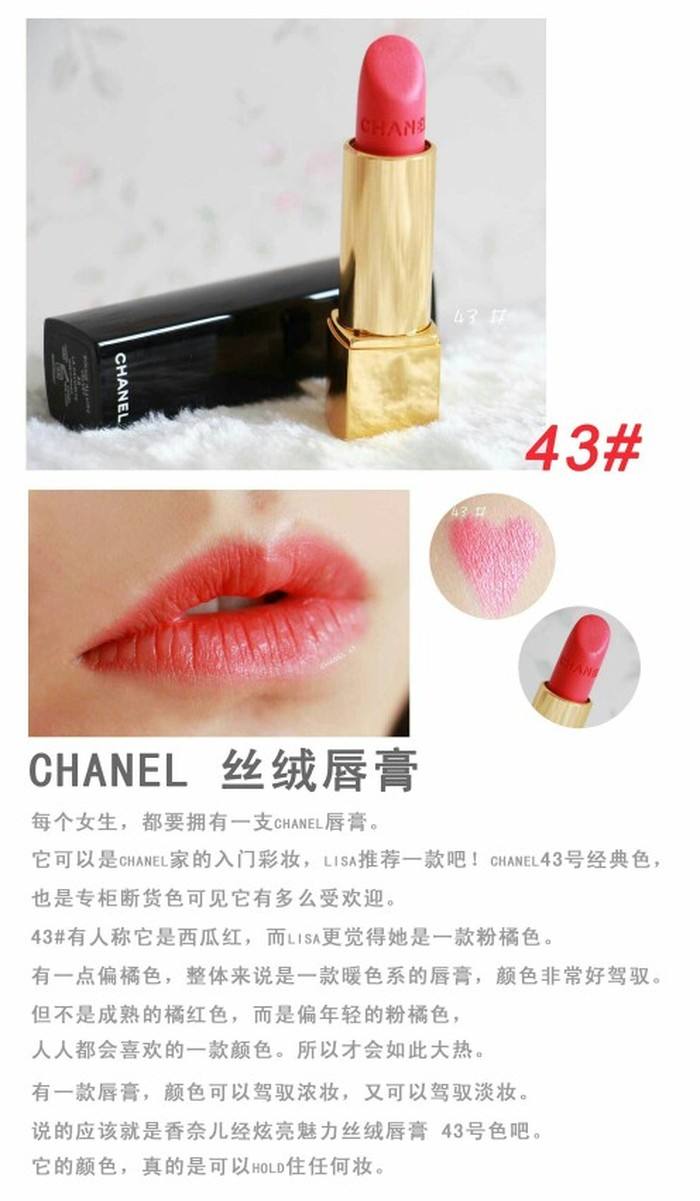 CHANE
43 #
CHANEL
43#
43 #
CHANE
CHANEL 丝绒唇膏
每个女生，都要拥有一支CHANEL唇膏。
它可以是CHANEL家的入门彩妆，LISA推荐一款吧！CHANEL43号经典色，
也是专柜断货色可见它有多么受欢迎。
43#有人称它是西瓜红，而LISA更觉得她是一款粉橘色。
有一点偏橘色，整体来说是一款暖色系的唇膏，颜色非常好驾驭。
但不是成熟的橘红色，而是偏年轻的粉橘色，
人人都会喜欢的一款颜色。所以才会如此大热。
有一款唇膏，颜色可以驾驭浓妆，又可以驾驭淡妆。
说的应该就是香奈儿经炫亮魅力丝绒唇膏 43号色吧。
它的颜色，真的是可以HOLD住任何妆。